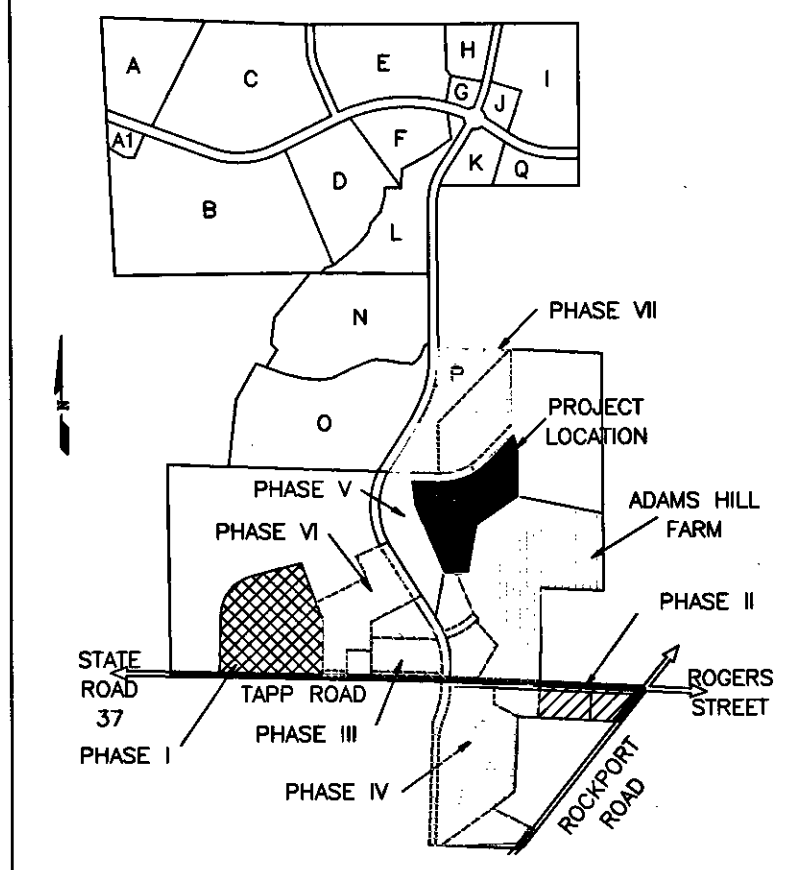 A
C
E
H
G
J
I
A1
F
K
Q
D
B
L
N
PHASE VII
P
N
PROJECT
LOCATION
O
PHASE V
ADAMS HILL
FARM
PHASE VI
PHASE II
STATE
ROAD
37
TAPP ROAD
ROGERS
STREET
PHASE III
PHASE I
PHASE IV
ROCKPORT
ROAD